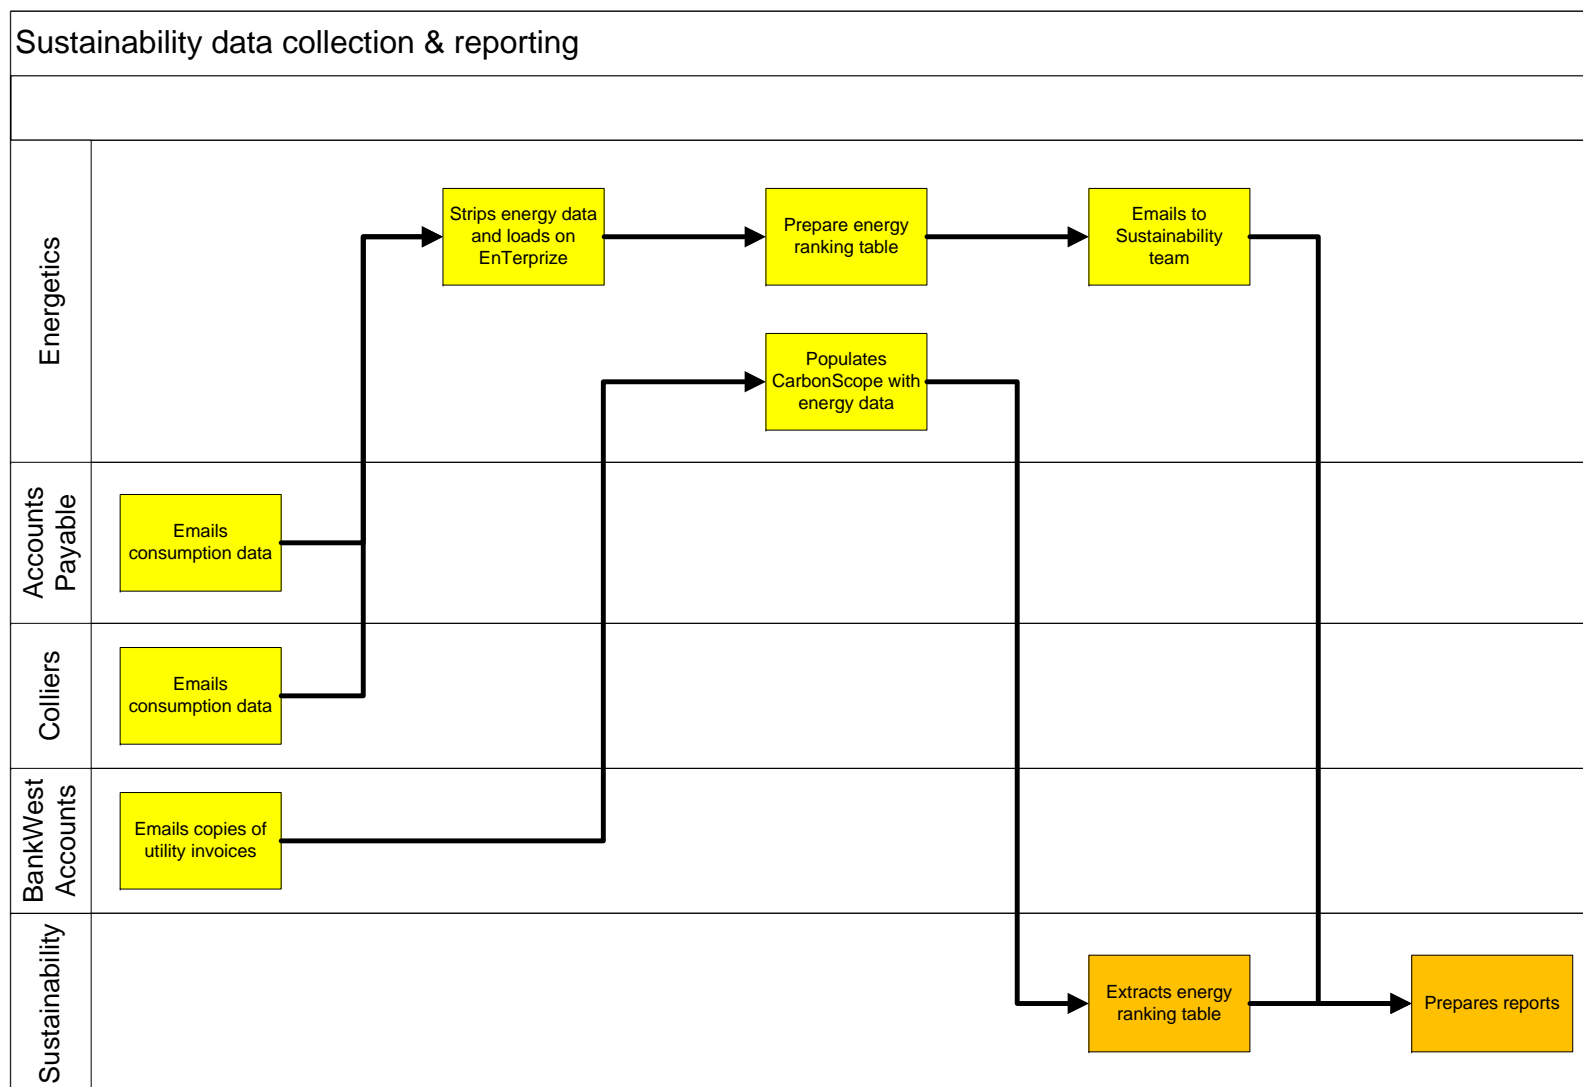 Sustainability data collection & reporting
Energetics
Strips energy data
and loads on
EnTerprize
Prepare energy
ranking table
Emails to
Sustainability
team
Populates
CarbonScope with
energy data
Accounts
Payable
Emails
consumption data
Colliers
Emails
consumption data
BankWest
Accounts
Emails copies of
utility invoices
Sustainability
Extracts energy
ranking table
Prepares reports